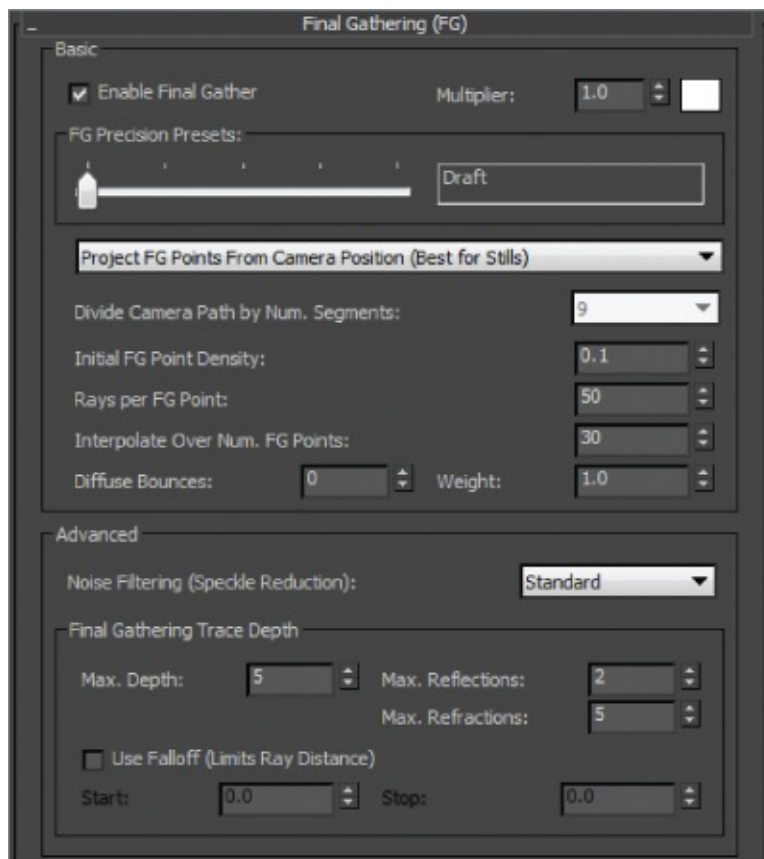 Final Gathering (FG)
Basic
Enable Final Gather Multiplier: 1.0
FG Precision Presets:
Draft
Project FG Points From Camera Position (Best for Stills)
Divide Camera Path by Num. Segments: 9
Initial FG Point Density: 0.1
Rays per FG Point: 50
Interpolate Over Num. FG Points: 30
Diffuse Bounces: 0 Weight: 1.0
Advanced
Noise Filtering (Speckle Reduction): Standard
Final Gathering Trace Depth
Max. Depth: 5 Max. Reflections: 2
Max. Refractions: 5
Use Falloff (Limits Ray Distance)
Start: 0.0 Stop: 0.0